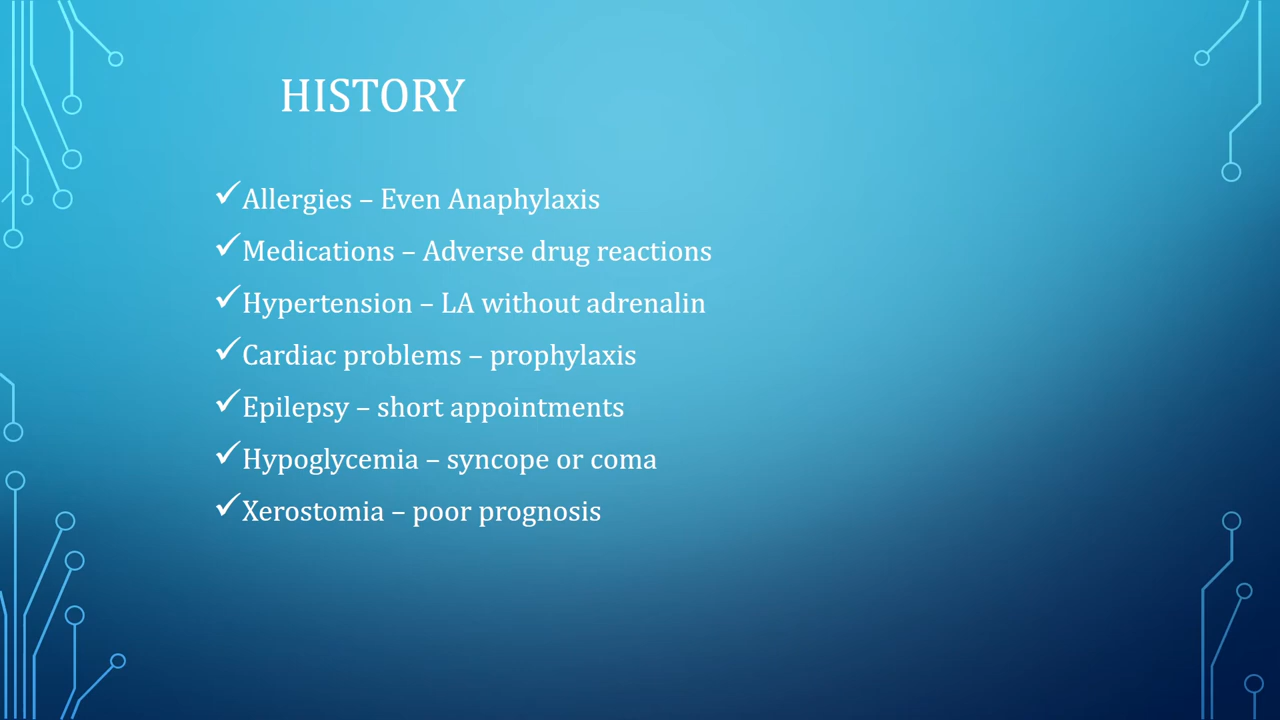 HISTORY
✓Allergies – Even Anaphylaxis
✓Medications – Adverse drug reactions
✓Hypertension – LA without adrenalin
✓Cardiac problems – prophylaxis
✓Epilepsy – short appointments
✓Hypoglycemia – syncope or coma
✓Xerostomia – poor prognosis